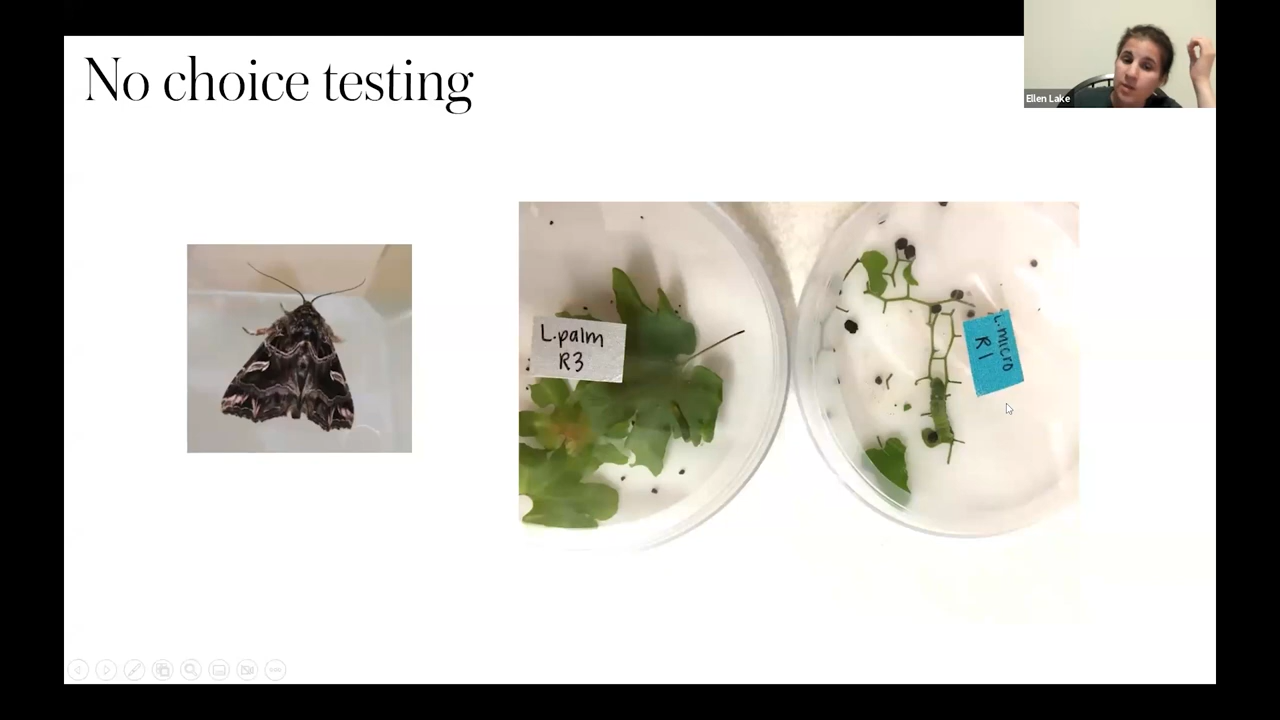 No choice testing
Ellen Lake
L.palm
R3
L.micro
R1